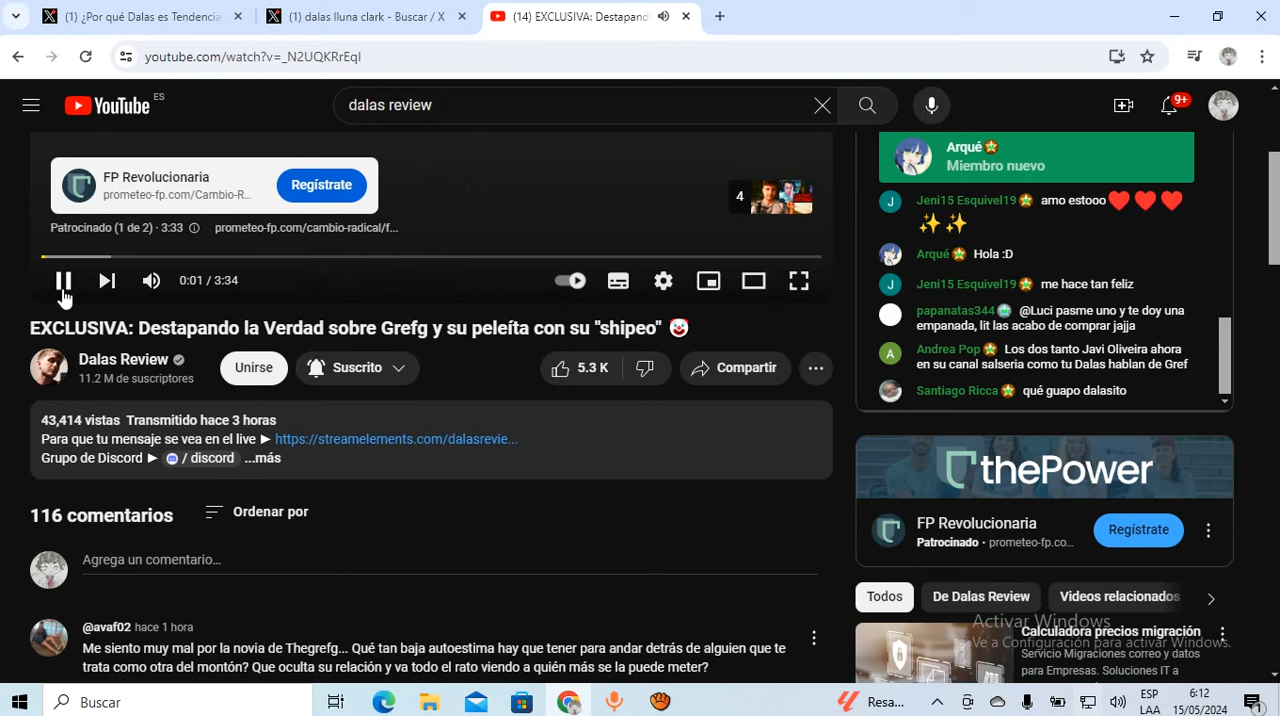 (1) ¿Por qué Dalas es Tendencia
(1) dalas lluna clark - Buscar / X
(14) EXCLUSIVA: Destapand
youtube.com/watch?v=_N2UQKRrEqI
YouTube ES
dalas review
9+
FP Revolucionaria
prometeo-fp.com/Cambio-R...
Regístrate
4
Patrocinado (1 de 2) · 3:33
prometeo-fp.com/cambio-radical/f...
0:01 / 3:34
EXCLUSIVA: Destapando la Verdad sobre Grefg y su peleíta con su "shipeo" 🤡
Dalas Review
11.2 M de suscriptores
Unirse
Suscrito
5.3 K
Compartir
43,414 vistas Transmitido hace 3 horas
Para que tu mensaje se vea en el live ► https://streamelements.com/dalasrevie...
Grupo de Discord ► / discord ...más
116 comentarios
Ordenar por
Agrega un comentario...
@avaf02 hace 1 hora
Me siento muy mal por la novia de Thegrefg... Que tan baja autoestima hay que tener para andar detrás de alguien que te
trata como otra del montón? Que oculta su relación y va todo el rato viendo a quién más se la puede meter?
Arqué
Miembro nuevo
J
Jeni15 Esquivel19 amo estooo❤️❤️❤️
✨✨
Arqué Hola :D
J
Jeni15 Esquivel19 me hace tan feliz
papanatas344 @Luci pasme uno y te doy una
empanada, lit las acabo de comprar jajja
A
Andrea Pop Los dos tanto Javi Oliveira ahora
en su canal salseria como tu Dalas hablan de Gref
Santiago Ricca qué guapo dalasito
thePower
FP Revolucionaria
Patrocinado · prometeo-fp.co...
Regístrate
Todos
De Dalas Review
Videos relacionados
Calculadora precios migración
Servicio Migraciones correo y datos
para Empresas. Soluciones IT a
Activar Windows
Ve a Configuración para activar Windows.
Buscar
Resa...
ESP
LAA
6:12
15/05/2024
1